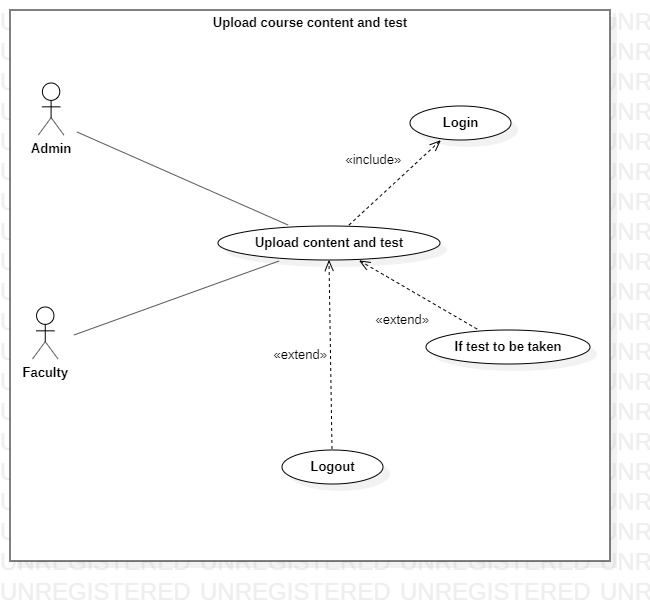 Upload course content and test
Admin
Login
«include»
Upload content and test
Faculty
«extend»
If test to be taken
«extend»
Logout
UNREGISTERED UNREGISTERED UNREGISTERED UNR